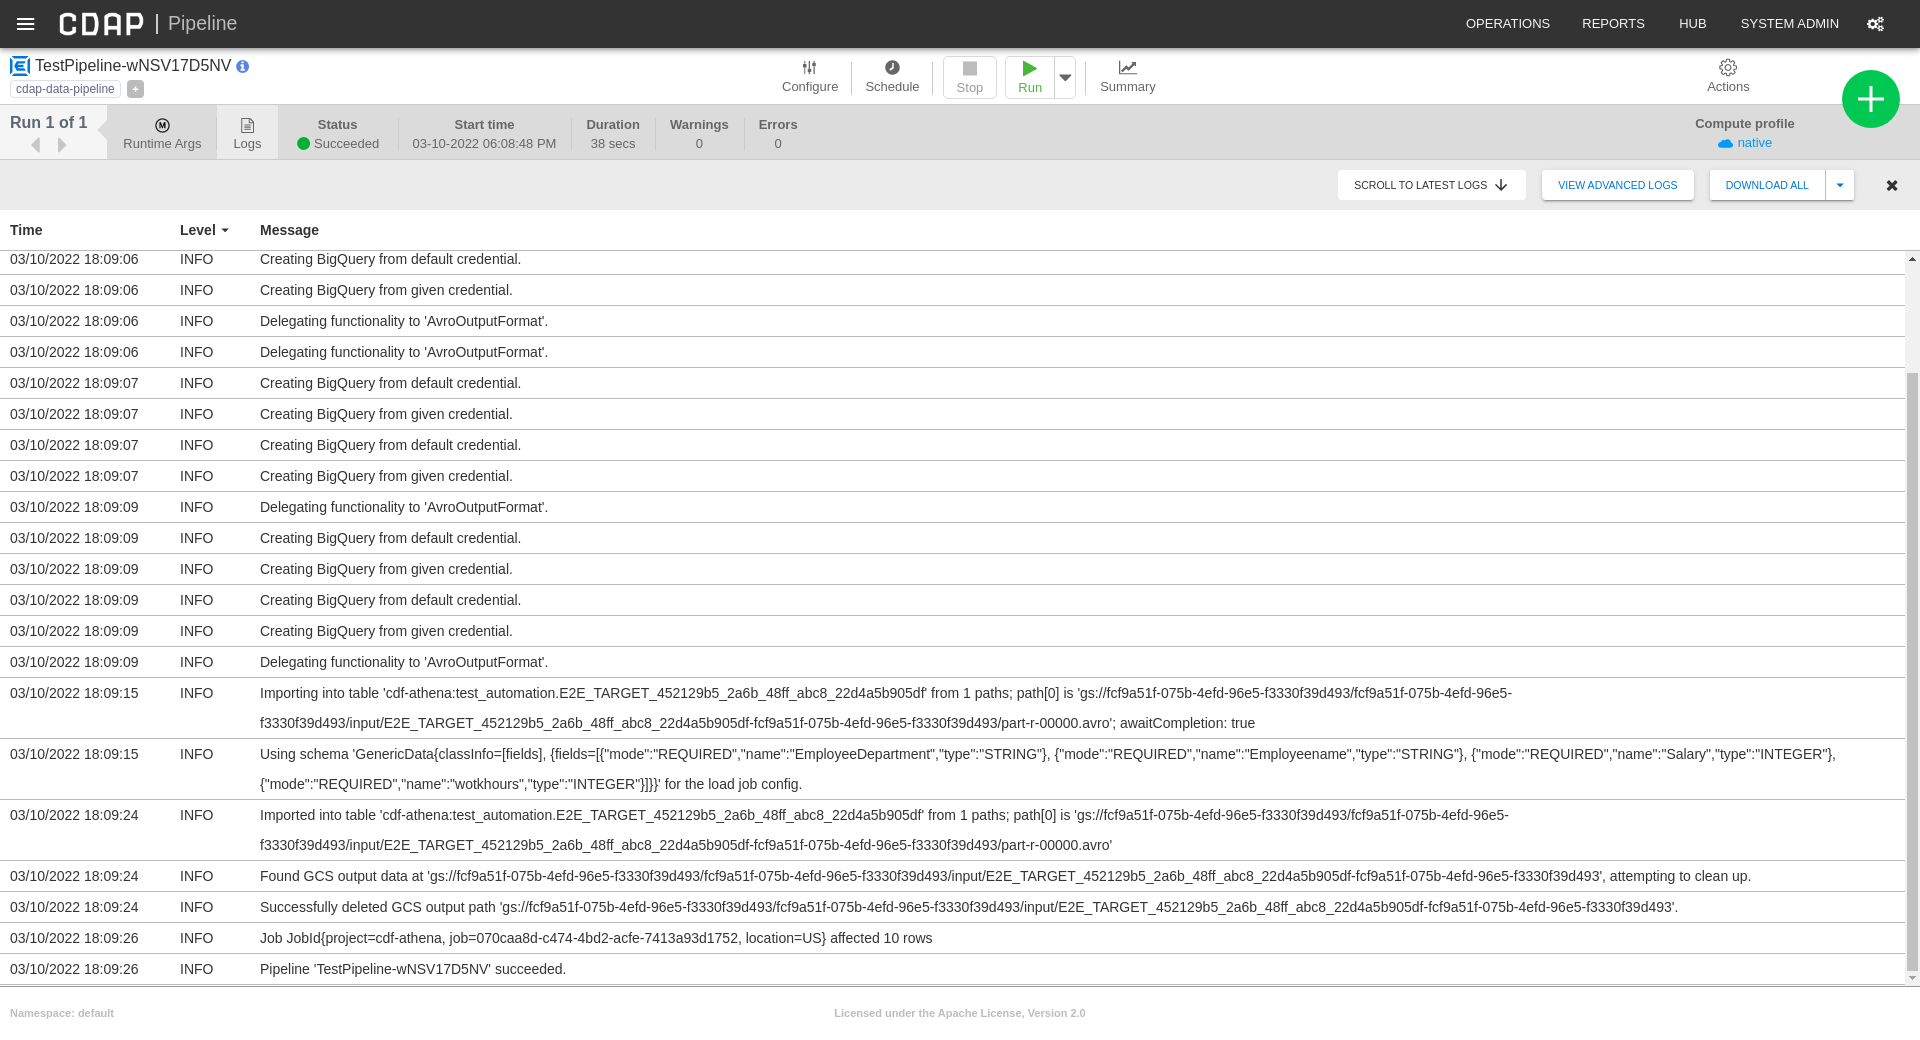 CDAP | Pipeline OPERATIONS REPORTS HUB SYSTEM ADMIN
TestPipeline-wNSV17D5NV
cdap-data-pipeline +
Configure Schedule Stop Run Summary Actions
Run 1 of 1
Runtime Args Logs
Status Start time Duration Warnings Errors Compute profile
Succeeded 03-10-2022 06:08:48 PM 38 secs 0 0 native
SCROLL TO LATEST LOGS VIEW ADVANCED LOGS DOWNLOAD ALL
Time Level Message
03/10/2022 18:09:06 INFO Creating BigQuery from default credential.
03/10/2022 18:09:06 INFO Creating BigQuery from given credential.
03/10/2022 18:09:06 INFO Delegating functionality to 'AvroOutputFormat'.
03/10/2022 18:09:06 INFO Delegating functionality to 'AvroOutputFormat'.
03/10/2022 18:09:07 INFO Creating BigQuery from default credential.
03/10/2022 18:09:07 INFO Creating BigQuery from given credential.
03/10/2022 18:09:07 INFO Creating BigQuery from default credential.
03/10/2022 18:09:07 INFO Creating BigQuery from given credential.
03/10/2022 18:09:09 INFO Delegating functionality to 'AvroOutputFormat'.
03/10/2022 18:09:09 INFO Creating BigQuery from default credential.
03/10/2022 18:09:09 INFO Creating BigQuery from given credential.
03/10/2022 18:09:09 INFO Creating BigQuery from default credential.
03/10/2022 18:09:09 INFO Creating BigQuery from given credential.
03/10/2022 18:09:09 INFO Delegating functionality to 'AvroOutputFormat'.
03/10/2022 18:09:15 INFO Importing into table 'cdf-athena:test_automation.E2E_TARGET_452129b5_2a6b_48ff_abc8_22d4a5b905df' from 1 paths; path[0] is 'gs://fcf9a51f-075b-4efd-96e5-f3330f39d493/fcf9a51f-075b-4efd-96e5-
f3330f39d493/input/E2E_TARGET_452129b5_2a6b_48ff_abc8_22d4a5b905df-fcf9a51f-075b-4efd-96e5-f3330f39d493/part-r-00000.avro'; awaitCompletion: true
03/10/2022 18:09:15 INFO Using schema 'GenericData{classInfo=[fields], {fields=[{"mode":"REQUIRED","name":"EmployeeDepartment","type":"STRING"}, {"mode":"REQUIRED","name":"Employeename","type":"STRING"}, {"mode":"REQUIRED","name":"Salary","type":"INTEGER"},
{"mode":"REQUIRED","name":"wotkhours","type":"INTEGER"}]}}' for the load job config.
03/10/2022 18:09:24 INFO Imported into table 'cdf-athena:test_automation.E2E_TARGET_452129b5_2a6b_48ff_abc8_22d4a5b905df' from 1 paths; path[0] is 'gs://fcf9a51f-075b-4efd-96e5-f3330f39d493/fcf9a51f-075b-4efd-96e5-
f3330f39d493/input/E2E_TARGET_452129b5_2a6b_48ff_abc8_22d4a5b905df-fcf9a51f-075b-4efd-96e5-f3330f39d493/part-r-00000.avro'
03/10/2022 18:09:24 INFO Found GCS output data at 'gs://fcf9a51f-075b-4efd-96e5-f3330f39d493/fcf9a51f-075b-4efd-96e5-f3330f39d493/input/E2E_TARGET_452129b5_2a6b_48ff_abc8_22d4a5b905df-fcf9a51f-075b-4efd-96e5-f3330f39d493', attempting to clean up.
03/10/2022 18:09:24 INFO Successfully deleted GCS output path 'gs://fcf9a51f-075b-4efd-96e5-f3330f39d493/fcf9a51f-075b-4efd-96e5-f3330f39d493/input/E2E_TARGET_452129b5_2a6b_48ff_abc8_22d4a5b905df-fcf9a51f-075b-4efd-96e5-f3330f39d493'.
03/10/2022 18:09:26 INFO Job JobId{project=cdf-athena, job=070caa8d-c474-4bd2-acfe-7413a93d1752, location=US} affected 10 rows
03/10/2022 18:09:26 INFO Pipeline 'TestPipeline-wNSV17D5NV' succeeded.
Namespace: default Licensed under the Apache License, Version 2.0